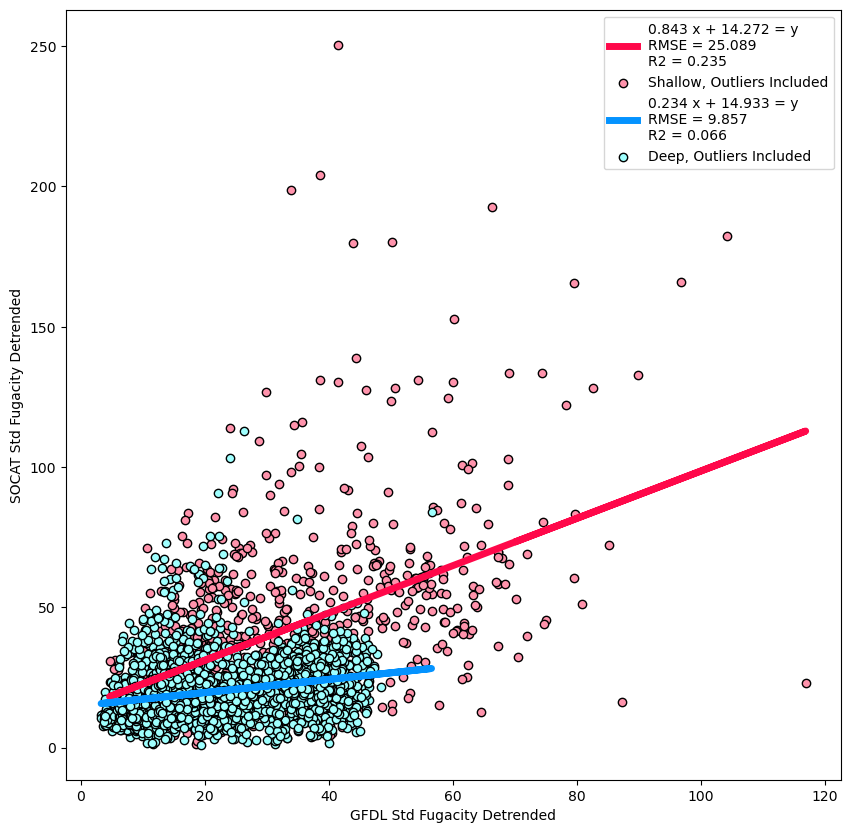 0.843 x + 14.272 = y
RMSE = 25.089
R2 = 0.235
Shallow, Outliers Included
0.234 x + 14.933 = y
RMSE = 9.857
R2 = 0.066
Deep, Outliers Included
250
200
150
100
50
0
SOCAT Std Fugacity Detrended
0 20 40 60 80 100 120
GFDL Std Fugacity Detrended